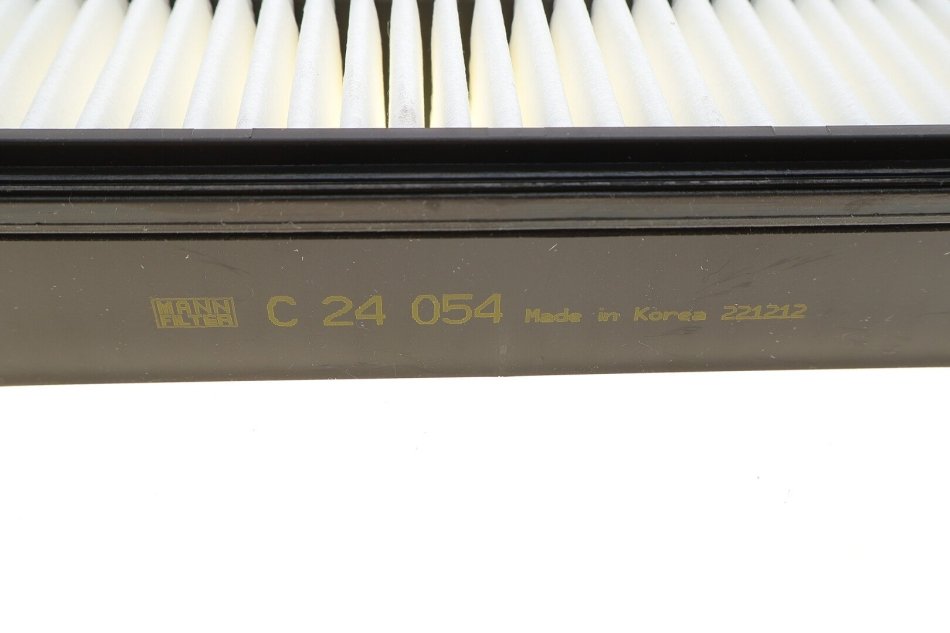 MANN
FILTER
C 24 054 Made in Korea 221212